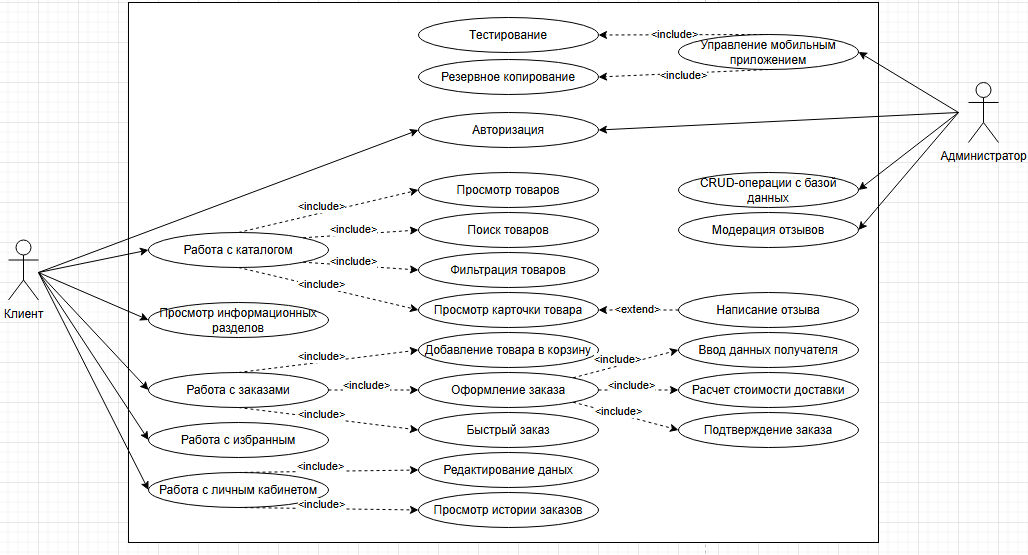 Тестирование
<include>
Управление мобильным
приложением
Резервное копирование
<include>
Авторизация
Администратор
CRUD-операции с базой
данных
Просмотр товаров
<include>
Поиск товаров
<include>
Модерация отзывов
Работа с каталогом
<include>
Фильтрация товаров
<include>
Клиент
Просмотр информационных
разделов
Просмотр карточки товара
<extend>
Написание отзыва
<include>
Добавление товара в корзину
<include>
Ввод данных получателя
Работа с заказами
<include>
Оформление заказа
<include>
Расчет стоимости доставки
<include>
Быстрый заказ
<include>
Подтверждение заказа
Работа с избранным
<include>
Редактирование даных
Работа с личным кабинетом
<include>
Просмотр истории заказов